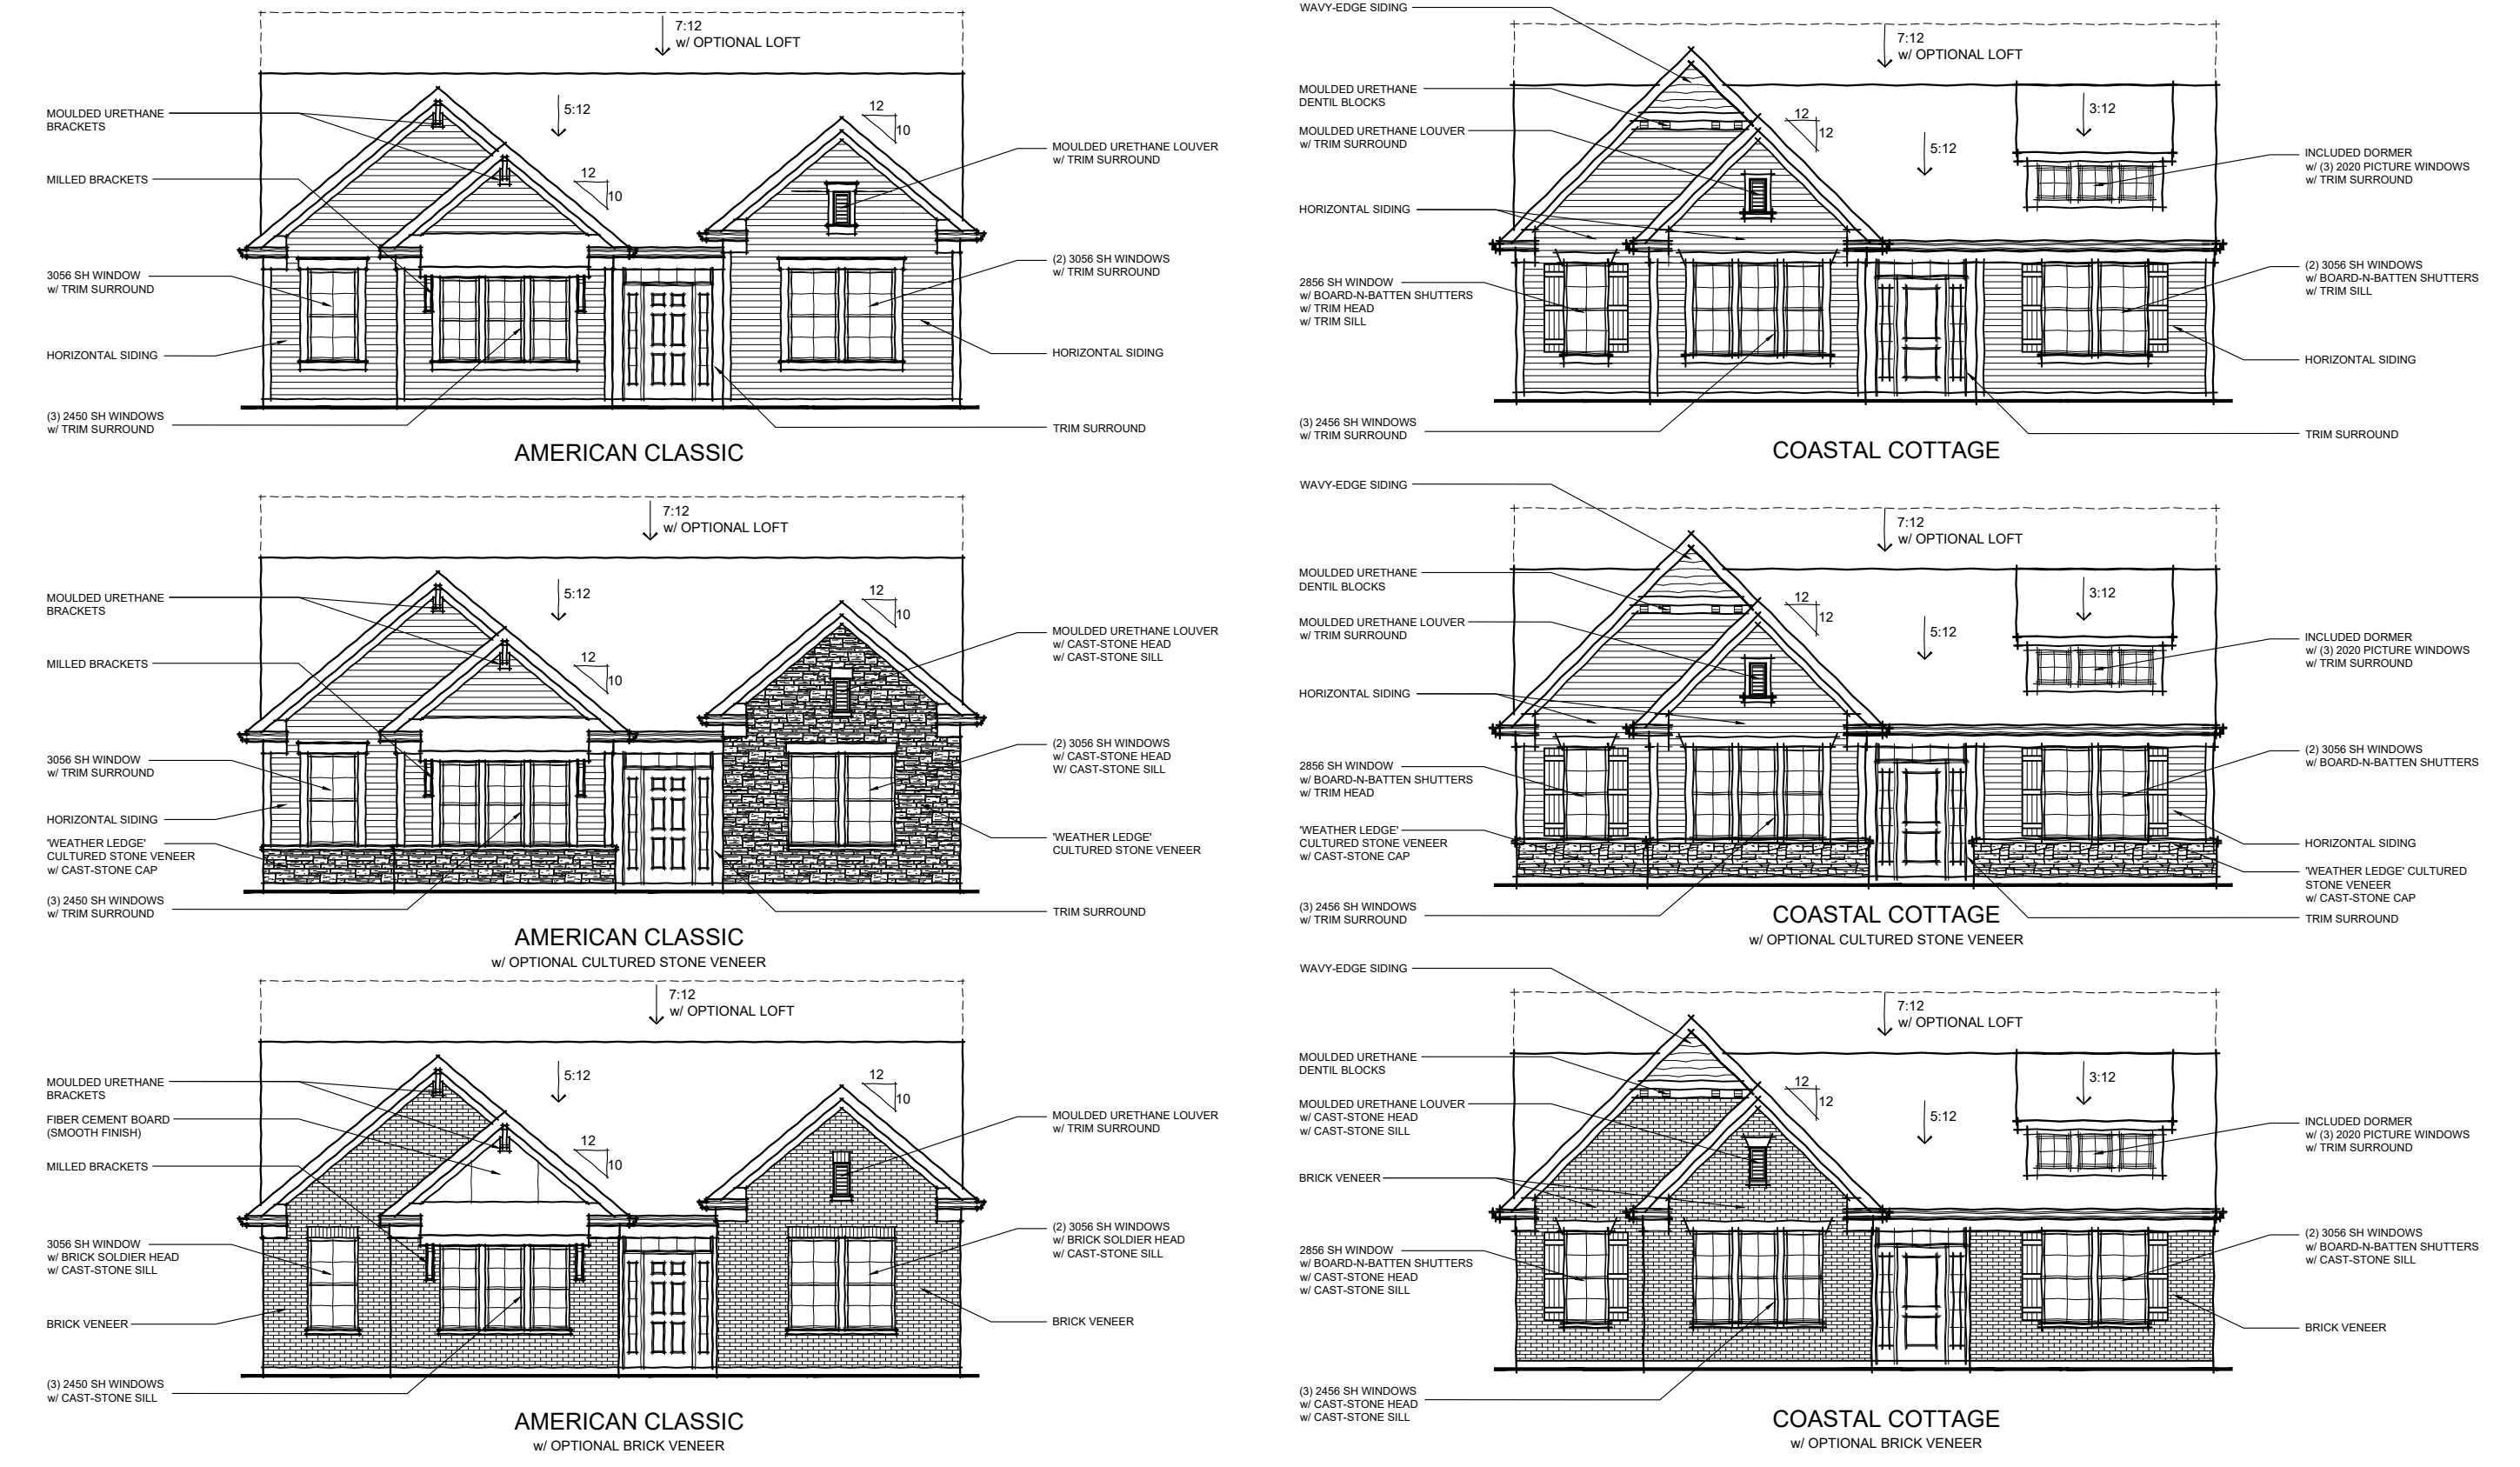 7:12
w/ OPTIONAL LOFT
MOULDED URETHANE
BRACKETS
5:12
12
10
MILLED BRACKETS
12
10
MOULDED URETHANE LOUVER
w/ TRIM SURROUND
3056 SH WINDOW
w/ TRIM SURROUND
(2) 3056 SH WINDOWS
w/ TRIM SURROUND
HORIZONTAL SIDING
HORIZONTAL SIDING
(3) 2450 SH WINDOWS
w/ TRIM SURROUND
TRIM SURROUND
AMERICAN CLASSIC
WAVY-EDGE SIDING
7:12
w/ OPTIONAL LOFT
MOULDED URETHANE
DENTIL BLOCKS
MOULDED URETHANE LOUVER
w/ TRIM SURROUND
12
12
5:12
3:12
INCLUDED DORMER
w/ (3) 2020 PICTURE WINDOWS
w/ TRIM SURROUND
HORIZONTAL SIDING
2856 SH WINDOW
w/ BOARD-N-BATTEN SHUTTERS
w/ TRIM HEAD
w/ TRIM SILL
(2) 3056 SH WINDOWS
w/ BOARD-N-BATTEN SHUTTERS
w/ TRIM SILL
HORIZONTAL SIDING
(3) 2456 SH WINDOWS
w/ TRIM SURROUND
TRIM SURROUND
COASTAL COTTAGE
7:12
w/ OPTIONAL LOFT
MOULDED URETHANE
BRACKETS
5:12
12
10
MILLED BRACKETS
12
10
MOULDED URETHANE LOUVER
w/ CAST-STONE HEAD
w/ CAST-STONE SILL
3056 SH WINDOW
w/ TRIM SURROUND
(2) 3056 SH WINDOWS
w/ CAST-STONE HEAD
W/ CAST-STONE SILL
HORIZONTAL SIDING
'WEATHER LEDGE'
CULTURED STONE VENEER
w/ CAST-STONE CAP
'WEATHER LEDGE'
CULTURED STONE VENEER
(3) 2450 SH WINDOWS
w/ TRIM SURROUND
TRIM SURROUND
AMERICAN CLASSIC
w/ OPTIONAL CULTURED STONE VENEER
WAVY-EDGE SIDING
7:12
w/ OPTIONAL LOFT
MOULDED URETHANE
DENTIL BLOCKS
MOULDED URETHANE LOUVER
w/ TRIM SURROUND
12
12
5:12
3:12
INCLUDED DORMER
w/ (3) 2020 PICTURE WINDOWS
w/ TRIM SURROUND
HORIZONTAL SIDING
2856 SH WINDOW
w/ BOARD-N-BATTEN SHUTTERS
w/ TRIM HEAD
(2) 3056 SH WINDOWS
w/ BOARD-N-BATTEN SHUTTERS
'WEATHER LEDGE'
CULTURED STONE VENEER
w/ CAST-STONE CAP
HORIZONTAL SIDING
'WEATHER LEDGE' CULTURED
STONE VENEER
w/ CAST-STONE CAP
(3) 2456 SH WINDOWS
w/ TRIM SURROUND
TRIM SURROUND
COASTAL COTTAGE
w/ OPTIONAL CULTURED STONE VENEER
7:12
w/ OPTIONAL LOFT
MOULDED URETHANE
BRACKETS
5:12
12
10
FIBER CEMENT BOARD
(SMOOTH FINISH)
MILLED BRACKETS
12
10
MOULDED URETHANE LOUVER
w/ TRIM SURROUND
3056 SH WINDOW
w/ BRICK SOLDIER HEAD
w/ CAST-STONE SILL
(2) 3056 SH WINDOWS
w/ BRICK SOLDIER HEAD
w/ CAST-STONE SILL
BRICK VENEER
BRICK VENEER
(3) 2450 SH WINDOWS
w/ CAST-STONE SILL
AMERICAN CLASSIC
w/ OPTIONAL BRICK VENEER
WAVY-EDGE SIDING
7:12
w/ OPTIONAL LOFT
MOULDED URETHANE
DENTIL BLOCKS
MOULDED URETHANE LOUVER
w/ CAST-STONE HEAD
w/ CAST-STONE SILL
12
12
5:12
3:12
INCLUDED DORMER
w/ (3) 2020 PICTURE WINDOWS
w/ TRIM SURROUND
BRICK VENEER
2856 SH WINDOW
w/ BOARD-N-BATTEN SHUTTERS
w/ CAST-STONE HEAD
w/ CAST-STONE SILL
(2) 3056 SH WINDOWS
w/ BOARD-N-BATTEN SHUTTERS
w/ CAST-STONE SILL
BRICK VENEER
(3) 2456 SH WINDOWS
w/ CAST-STONE HEAD
w/ CAST-STONE SILL
COASTAL COTTAGE
w/ OPTIONAL BRICK VENEER